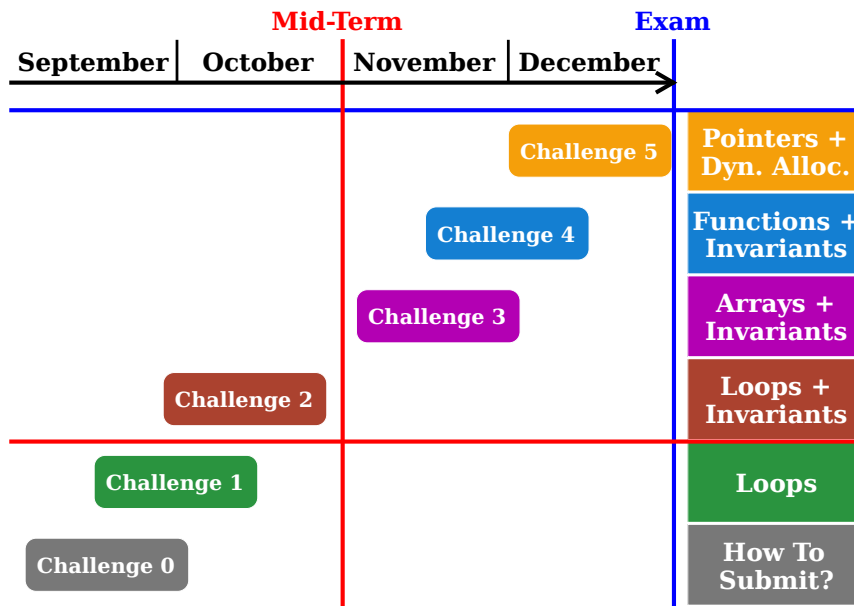 Mid-Term
Exam
September
October
November
December
Challenge 5
Pointers +
Dyn. Alloc.
Challenge 4
Functions +
Invariants
Challenge 3
Arrays +
Invariants
Challenge 2
Loops +
Invariants
Challenge 1
Loops
Challenge 0
How To
Submit?